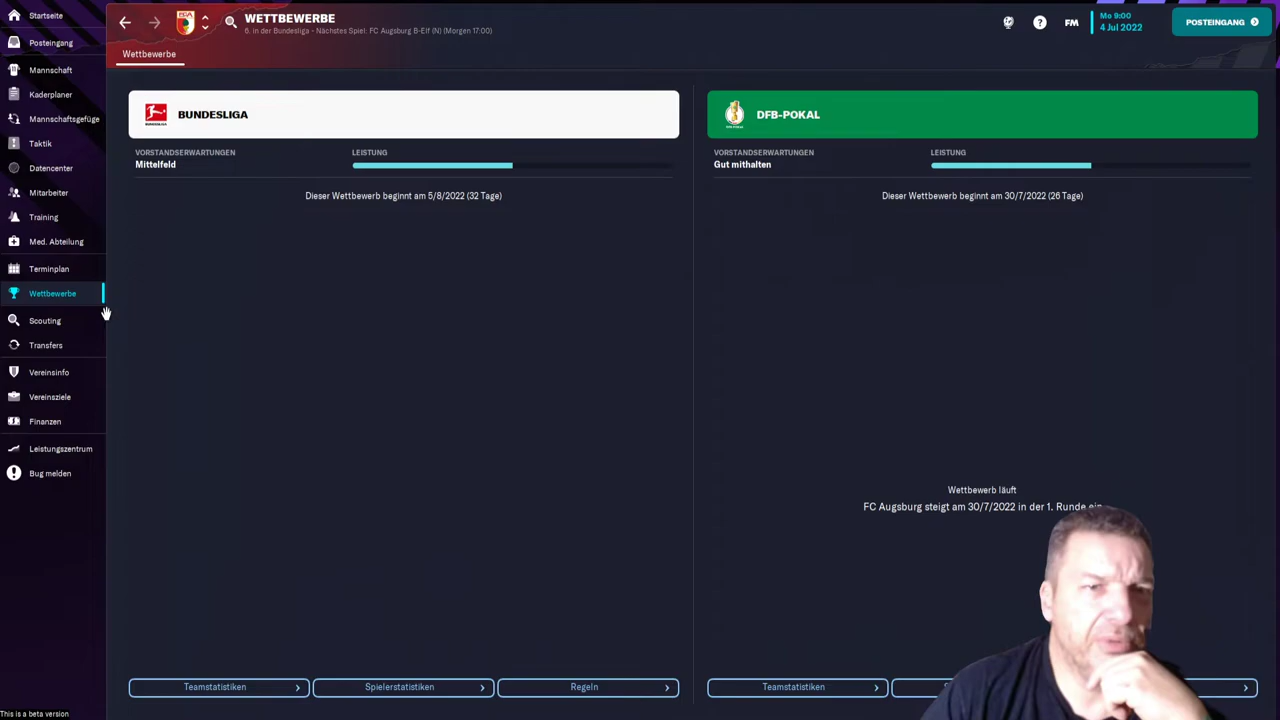 Startseite
Posteingang
Mannschaft
Kaderplaner
Mannschaftsgefüge
Taktik
Datencenter
Mitarbeiter
Training
Med. Abteilung
Terminplan
Wettbewerbe
Scouting
Transfers
Vereinsinfo
Vereinsziele
Finanzen
Leistungszentrum
Bug melden
This is a beta version
WETTBEWERBE
6. in der Bundesliga - Nächstes Spiel: FC Augsburg B-Elf (N) (Morgen 17:00)
FM
Mo 9:00
4 Jul 2022
POSTEINGANG
Wettbewerbe
BUNDESLIGA
VORSTANDSERWARTUNGEN
Mittelfeld
LEISTUNG
Dieser Wettbewerb beginnt am 5/8/2022 (32 Tage)
Teamstatistiken
Spielerstatistiken
Regeln
DFB-POKAL
VORSTANDSERWARTUNGEN
Gut mithalten
LEISTUNG
Dieser Wettbewerb beginnt am 30/7/2022 (26 Tage)
Wettbewerb läuft
FC Augsburg steigt am 30/7/2022 in der 1. Runde ein
Teamstatistiken